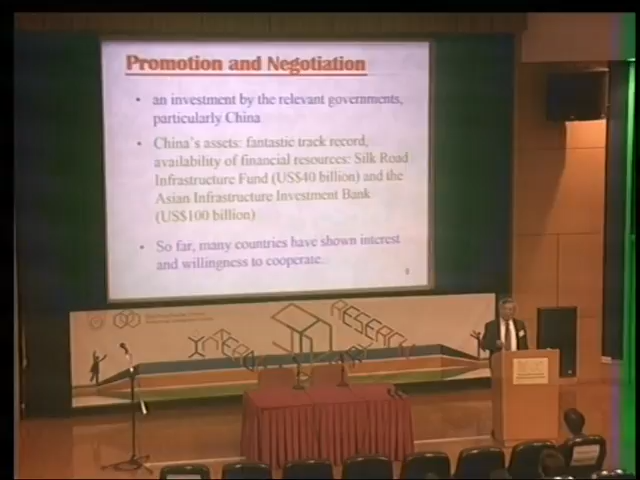 Promotion and Negotiation
• an investment by the relevant governments,
particularly China
• China's assets: fantastic track record,
availability of financial resources: Silk Road
Infrastructure Fund (US$40 billion) and the
Asian Infrastructure Investment Bank
(US$100 billion)
• So far, many countries have shown interest
and willingness to cooperate.
8
RESEARCH